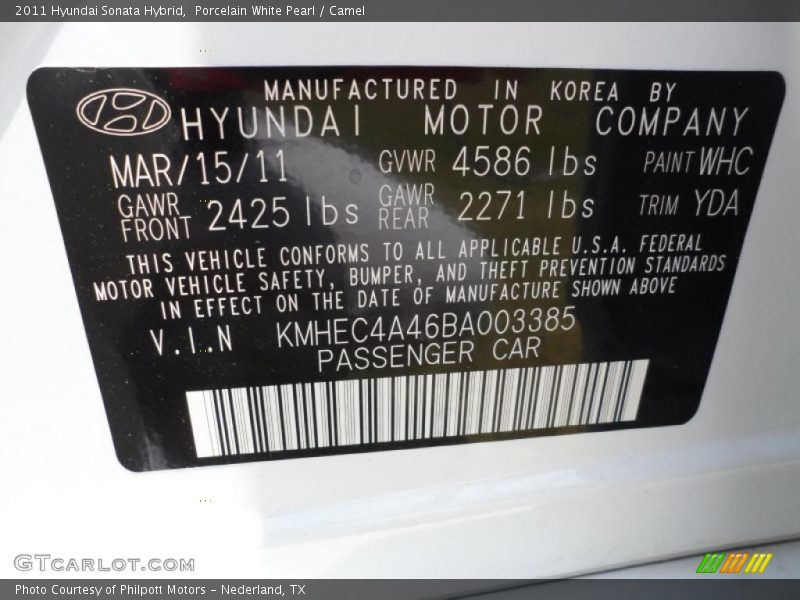 2011 Hyundai Sonata Hybrid,  Porcelain White Pearl / Camel
MANUFACTURED IN KOREA BY
HYUNDAI MOTOR COMPANY
MAR/15/11 GVWR 4586 lbs PAINT WHC
GAWR FRONT 2425 lbs GAWR REAR 2271 lbs TRIM YDA
THIS VEHICLE CONFORMS TO ALL APPLICABLE U.S.A. FEDERAL
MOTOR VEHICLE SAFETY, BUMPER, AND THEFT PREVENTION STANDARDS
IN EFFECT ON THE DATE OF MANUFACTURE SHOWN ABOVE
V.I.N KMHEC4A46BA003385
PASSENGER CAR
GTCARLOT.COM
Photo Courtesy of Philpott Motors - Nederland, TX